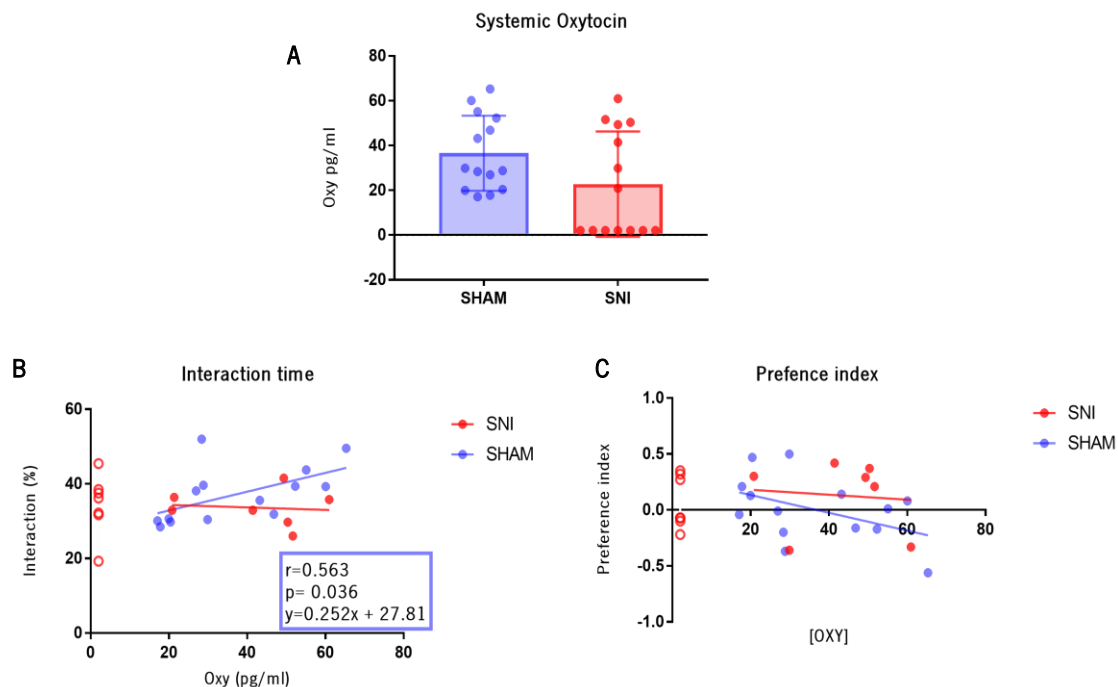 Systemic Oxytocin
A
80
60
40
20
0
-20
Oxy pg/ml
SHAM
SNI
B
Interaction time
60
40
20
0
Interaction (%)
0 20 40 60 80
Oxy (pg/ml)
SNI
SHAM
r=0.563
p= 0.036
y=0.252x + 27.81
C
Prefence index
1.0
0.5
0.0
-0.5
-1.0
Preference index
20 40 60 80
[OXY]
SNI
SHAM